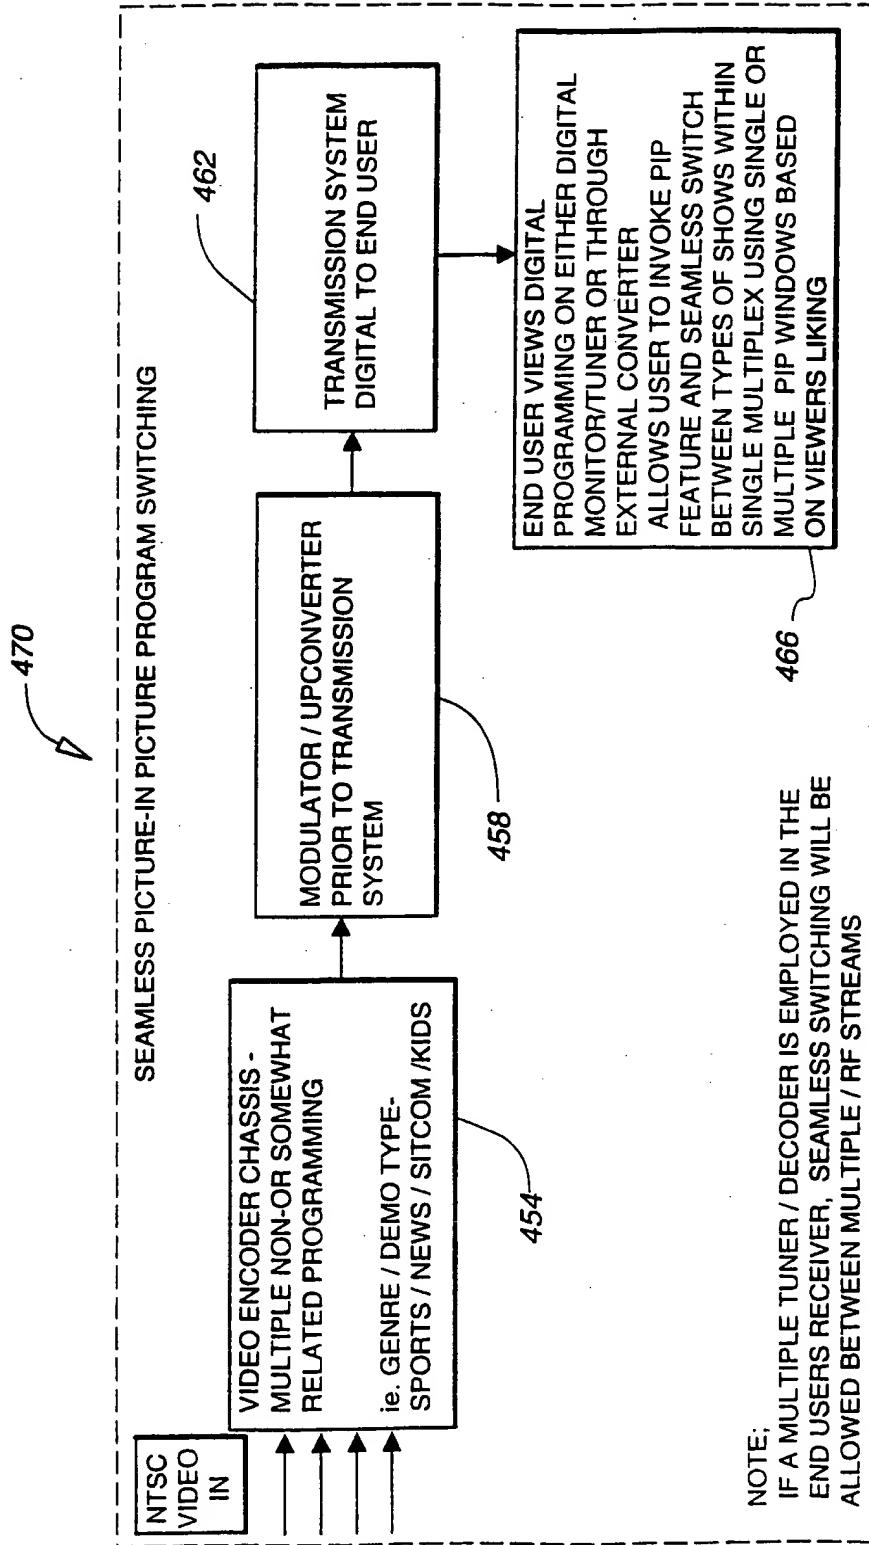 470
SEAMLESS PICTURE-IN PICTURE PROGRAM SWITCHING
NTSC
VIDEO
IN
VIDEO ENCODER CHASSIS -
MULTIPLE NON-OR SOMEWHAT
RELATED PROGRAMMING
ie. GENRE / DEMO TYPE-
SPORTS / NEWS / SITCOM /KIDS
454
MODULATOR / UPCONVERTER
PRIOR TO TRANSMISSION
SYSTEM
458
TRANSMISSION SYSTEM
DIGITAL TO END USER
462
END USER VIEWS DIGITAL
PROGRAMMING ON EITHER DIGITAL
MONITOR/TUNER OR THROUGH
EXTERNAL CONVERTER
ALLOWS USER TO INVOKE PIP
FEATURE AND SEAMLESS SWITCH
BETWEEN TYPES OF SHOWS WITHIN
SINGLE MULTIPLEX USING SINGLE OR
MULTIPLE PIP WINDOWS BASED
ON VIEWERS LIKING
466
NOTE;
IF A MULTIPLE TUNER / DECODER IS EMPLOYED IN THE
END USERS RECEIVER, SEAMLESS SWITCHING WILL BE
ALLOWED BETWEEN MULTIPLE / RF STREAMS